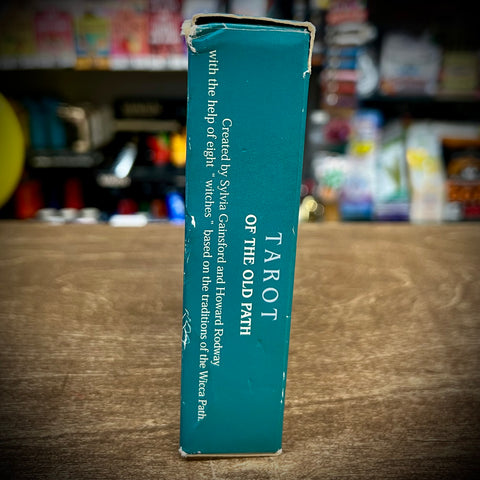 TAROT
OF THE OLD PATH
Created by Sylvia Gainsford and Howard Rodway
with the help of eight "witches" based on the traditions of the Wicca Path.